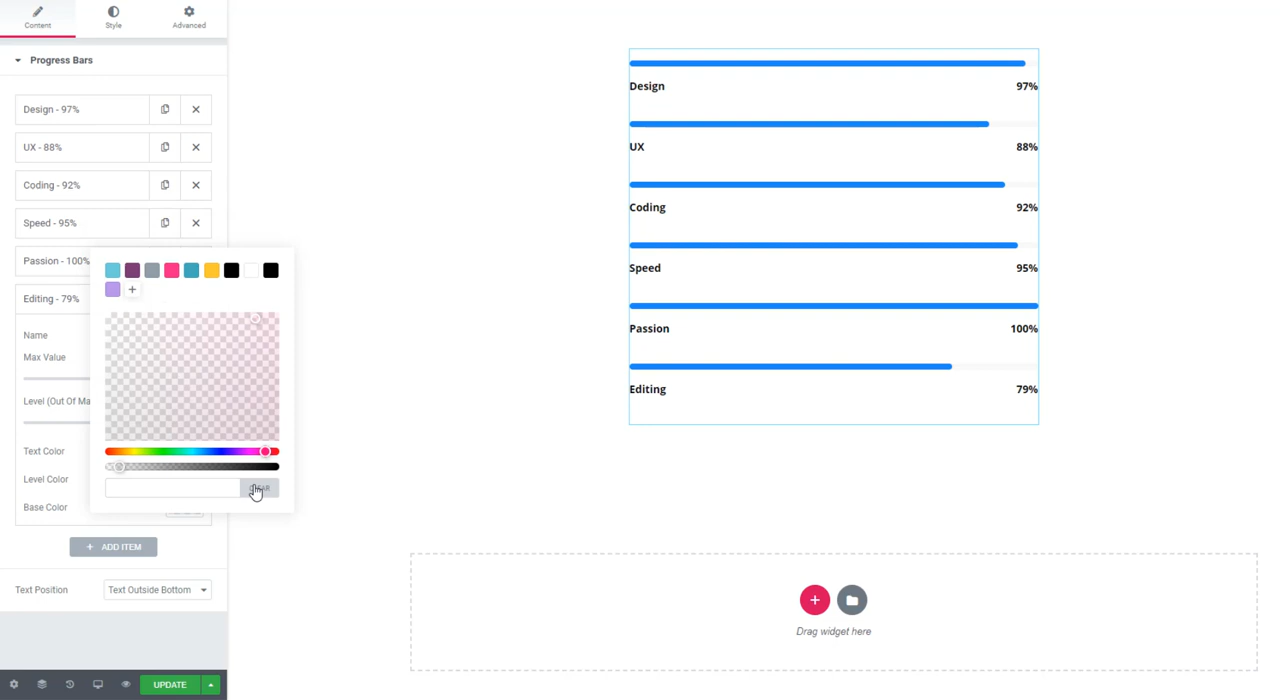 Content
Style
Advanced
Progress Bars
Design - 97%
UX - 88%
Coding - 92%
Speed - 95%
Passion - 100%
Editing - 79%
Name
Max Value
Level (Out Of Ma
Text Color
Level Color
Base Color
+ ADD ITEM
Text Position
Text Outside Bottom
UPDATE
Design 97%
UX 88%
Coding 92%
Speed 95%
Passion 100%
Editing 79%
Drag widget here